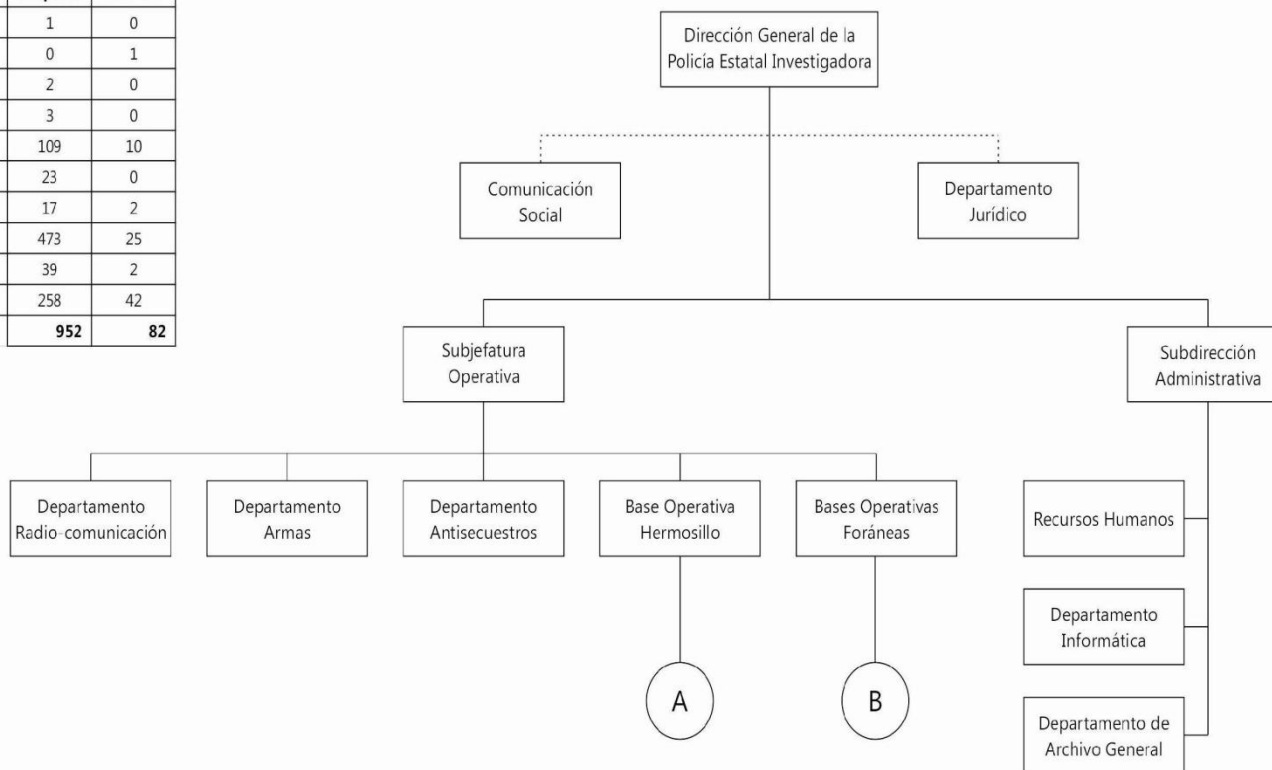 1 0
0 1
2 0
3 0
109 10
23 0
17 2
473 25
39 2
258 42
952 82
Dirección General de la
Policía Estatal Investigadora
Comunicación
Social
Departamento
Jurídico
Subjefatura
Operativa
Subdirección
Administrativa
Departamento
Radio-comunicación
Departamento
Armas
Departamento
Antisecuestros
Base Operativa
Hermosillo
Bases Operativas
Foráneas
Recursos Humanos
Departamento
Informática
Departamento de
Archivo General
A
B